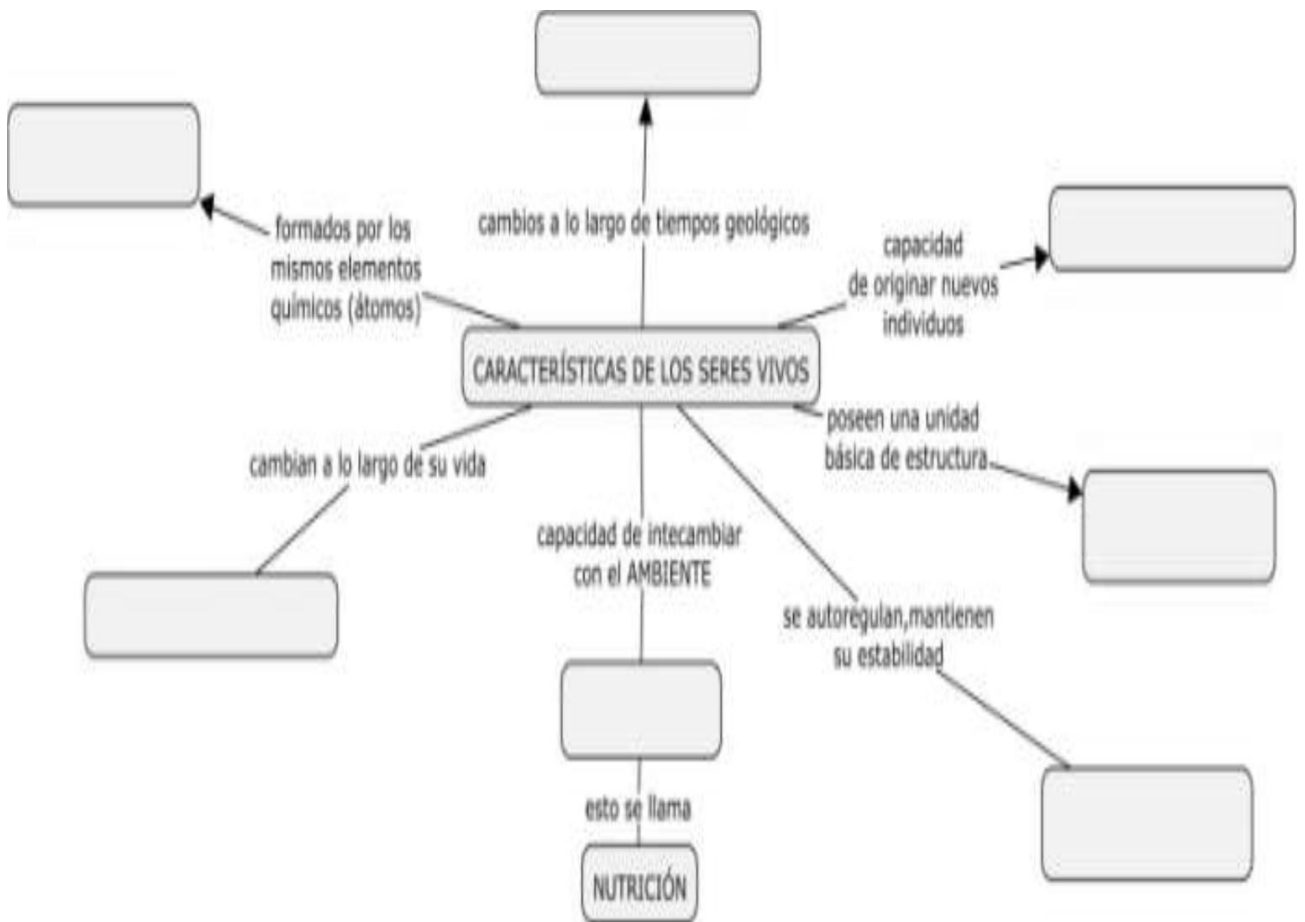 cambios a lo largo de tiempos geológicos
formados por los
mismos elementos
químicos (átomos)
capacidad
de originar nuevos
individuos
CARACTERÍSTICAS DE LOS SERES VIVOS
poseen una unidad
básica de estructura
cambian a lo largo de su vida
capacidad de intecambiar
con el AMBIENTE
se autoregulan,mantienen
su estabilidad
esto se llama
NUTRICIÓN